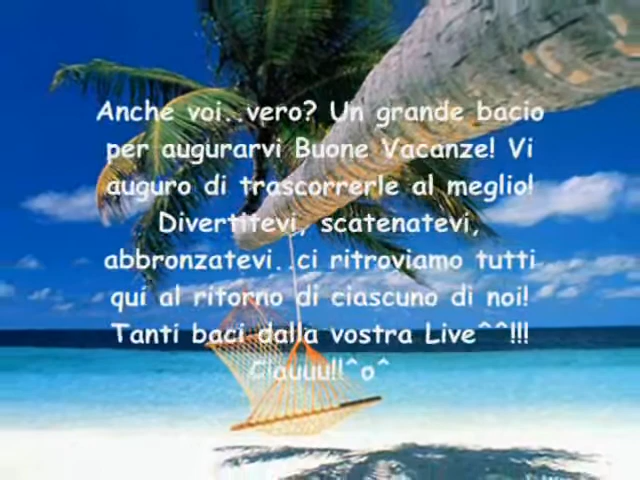 Anche voi..vero? Un grande bacio
per augurarvi Buone Vacanze! Vi
auguro di trascorrerle al meglio!
Divertitevi, scatenatevi,
abbronzatevi..ci ritroviamo tutti
qui al ritorno di ciascuno di noi!
Tanti baci dalla vostra Live^^!!!
Ciauuu!!^o^